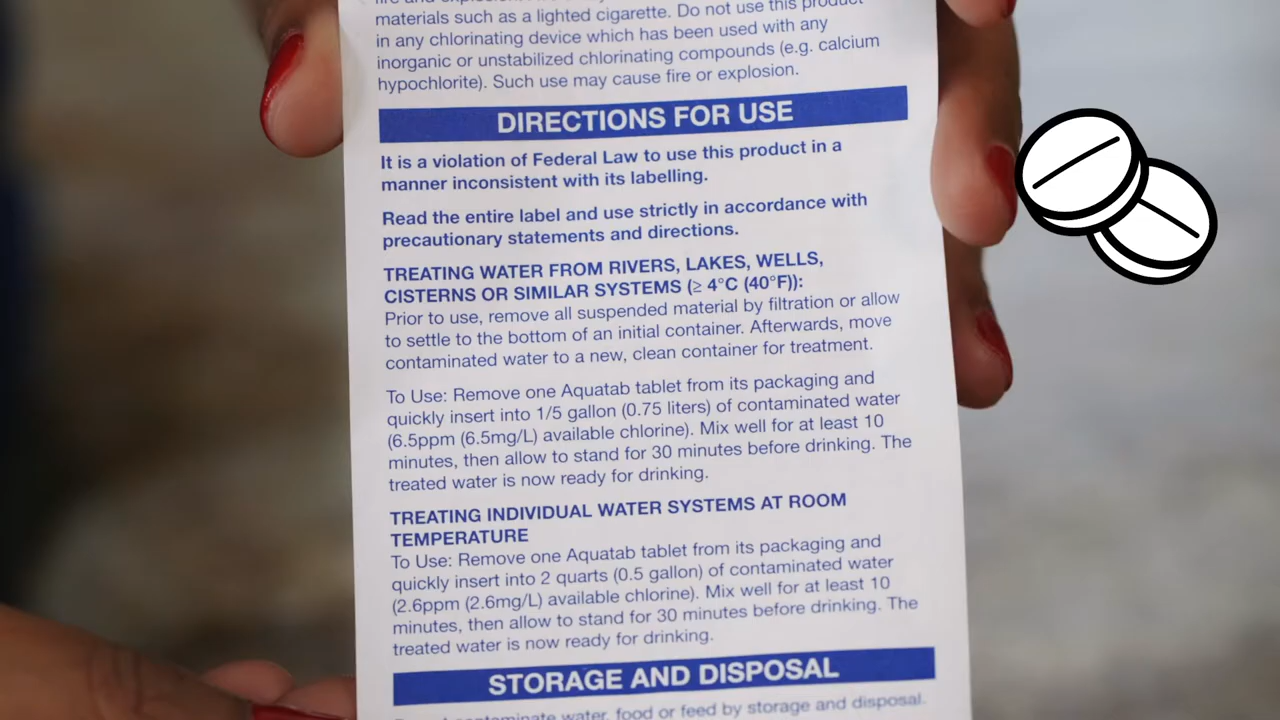 materials such as a lighted cigarette. Do not use this product
in any chlorinating device which has been used with any
inorganic or unstabilized chlorinating compounds (e.g. calcium
hypochlorite). Such use may cause fire or explosion.
DIRECTIONS FOR USE
It is a violation of Federal Law to use this product in a
manner inconsistent with its labelling.
Read the entire label and use strictly in accordance with
precautionary statements and directions.
TREATING WATER FROM RIVERS, LAKES, WELLS,
CISTERNS OR SIMILAR SYSTEMS (≥ 4°C (40°F)):
Prior to use, remove all suspended material by filtration or allow
to settle to the bottom of an initial container. Afterwards, move
contaminated water to a new, clean container for treatment.
To Use: Remove one Aquatab tablet from its packaging and
quickly insert into 1/5 gallon (0.75 liters) of contaminated water
(6.5ppm (6.5mg/L) available chlorine). Mix well for at least 10
minutes, then allow to stand for 30 minutes before drinking. The
treated water is now ready for drinking.
TREATING INDIVIDUAL WATER SYSTEMS AT ROOM
TEMPERATURE
To Use: Remove one Aquatab tablet from its packaging and
quickly insert into 2 quarts (0.5 gallon) of contaminated water
(2.6ppm (2.6mg/L) available chlorine). Mix well for at least 10
minutes, then allow to stand for 30 minutes before drinking. The
treated water is now ready for drinking.
STORAGE AND DISPOSAL
contaminate water, food or feed by storage and disposal.